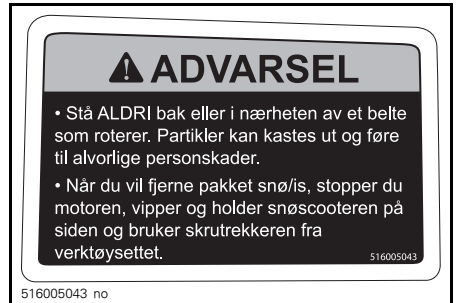 ADVARSEL
• Stå ALDRI bak eller i nærheten av et belte
som roterer. Partikler kan kastes ut og føre
til alvorlige personskader.
• Når du vil fjerne pakket snø/is, stopper du
motoren, vipper og holder snøscooteren på
siden og bruker skrutrekkeren fra
verktøysettet.
516005043
516005043 no